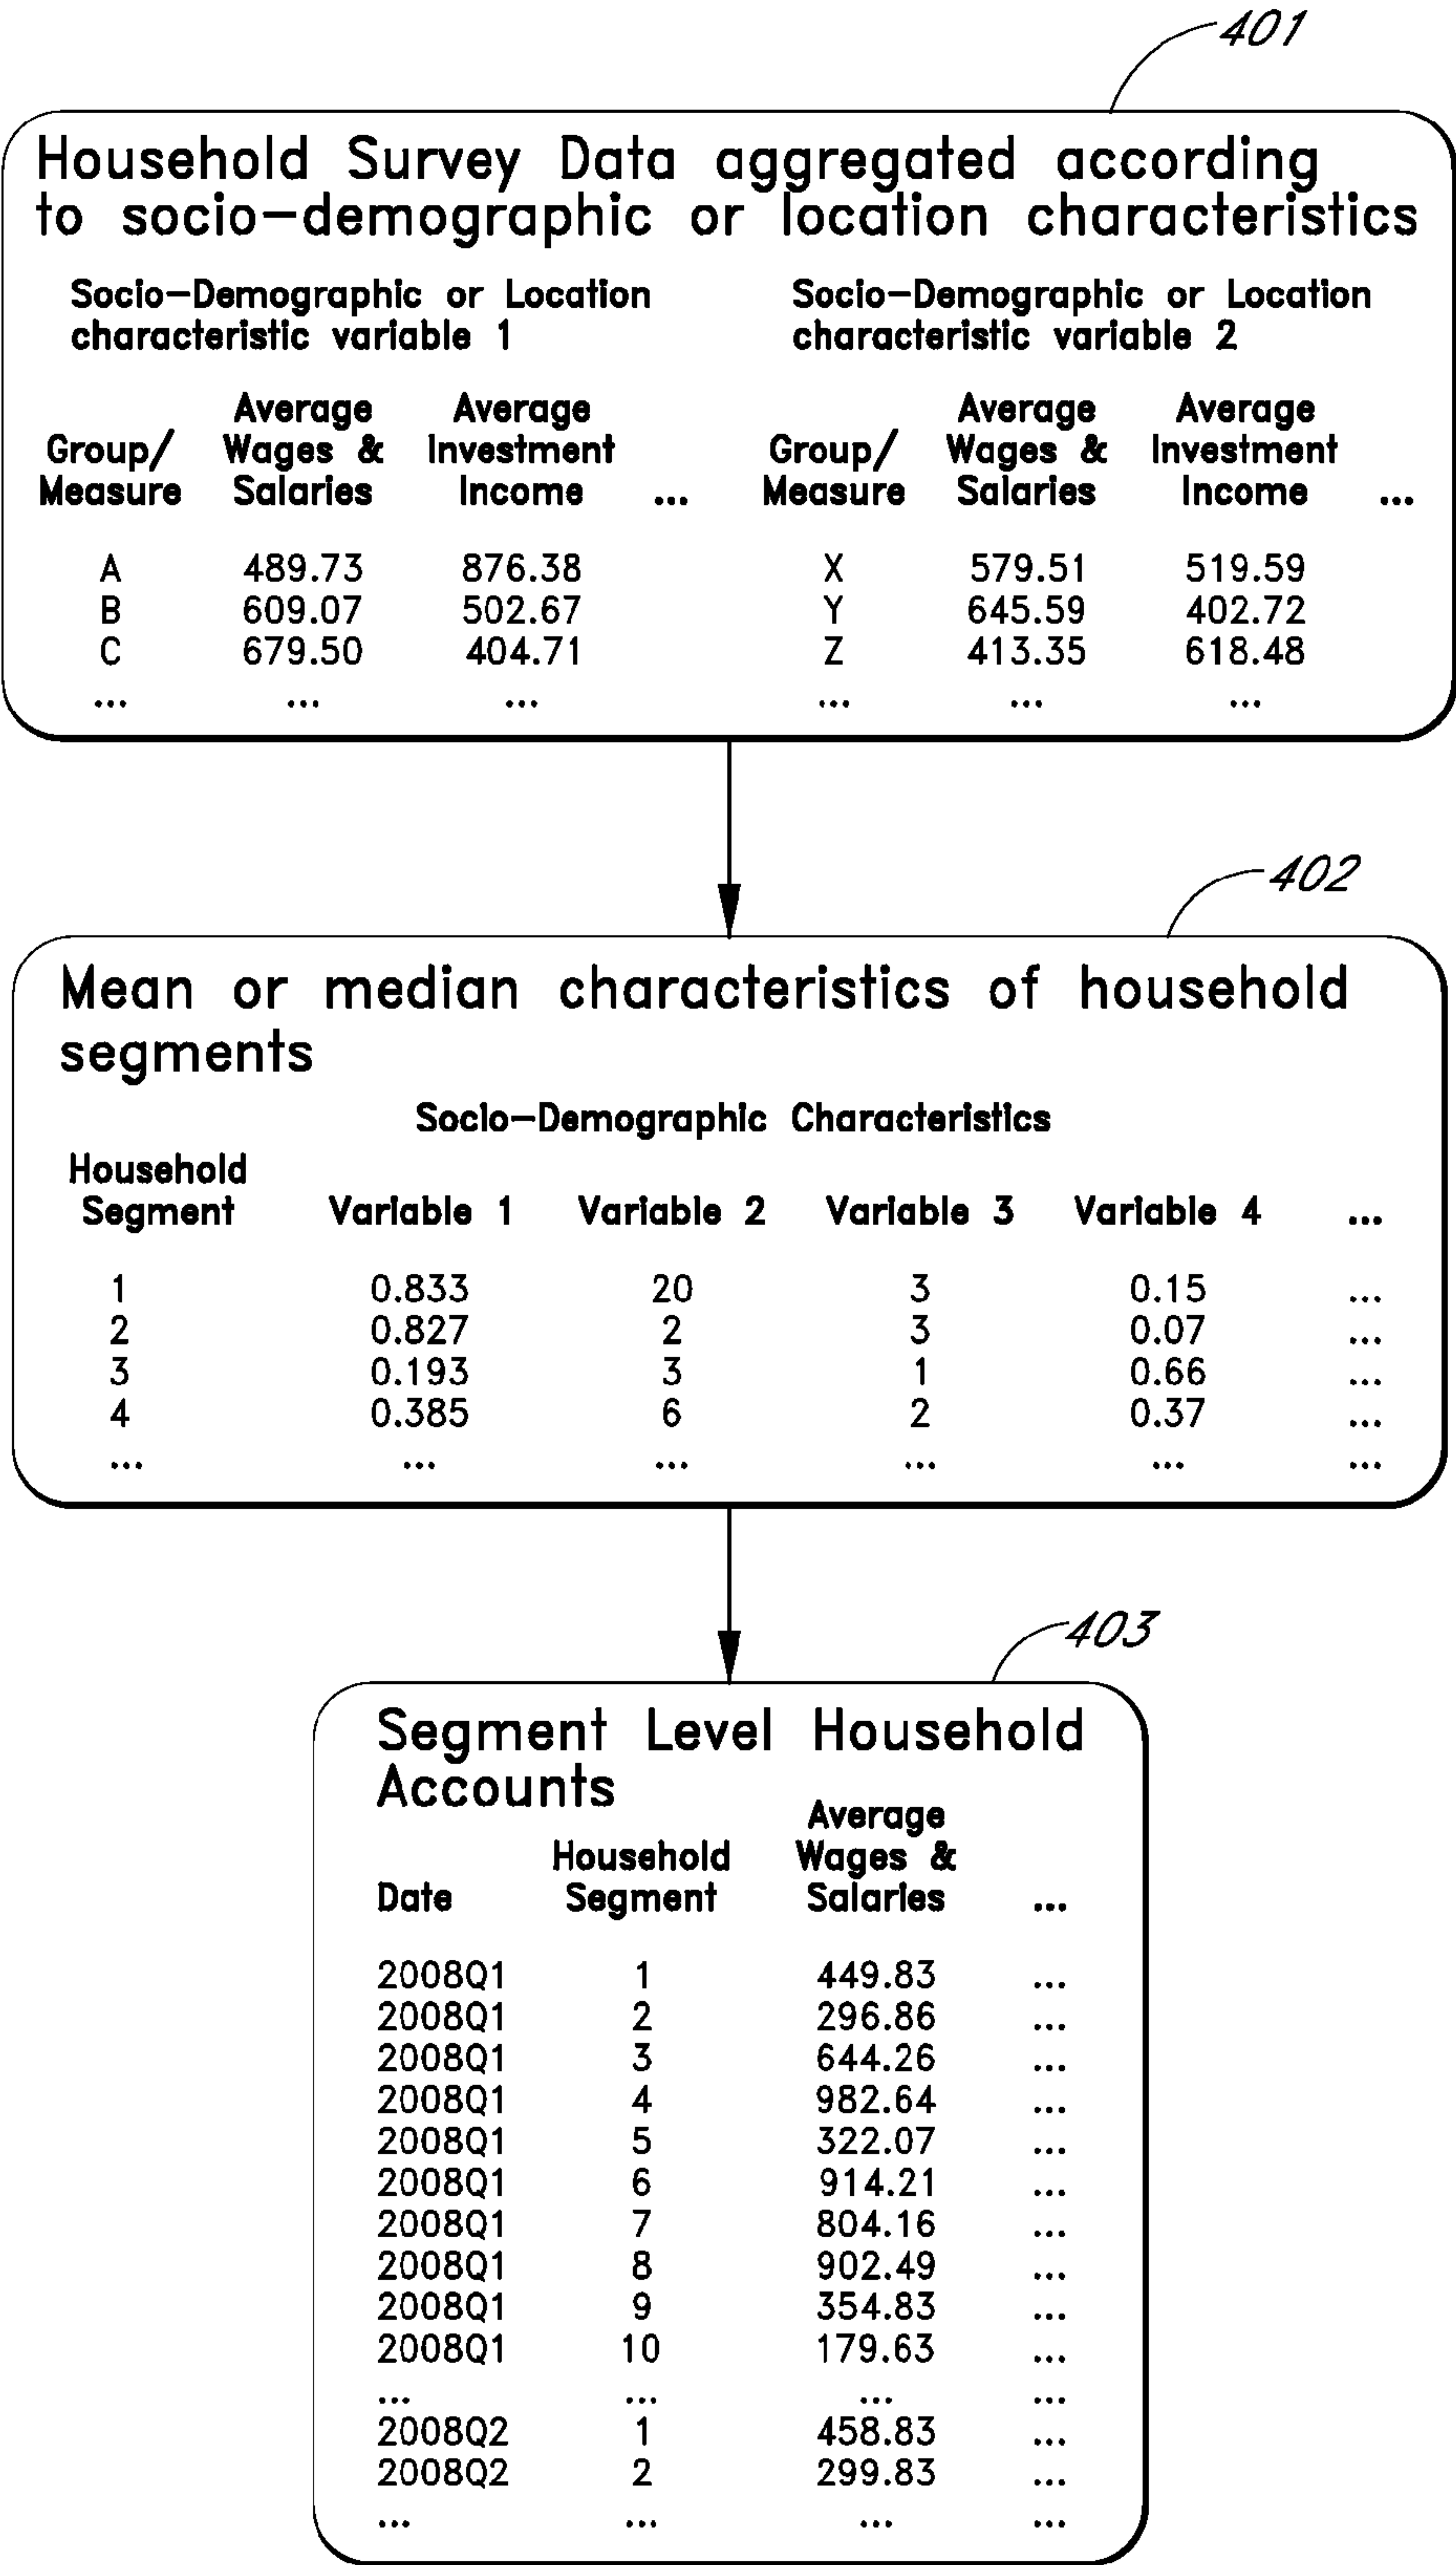 401
Household Survey Data aggregated according
to socio-demographic or location characteristics
Socio-Demographic or Location characteristic variable 1
Socio-Demographic or Location characteristic variable 2
Group/Measure Average Wages & Salaries Average Investment Income ... Group/Measure Average Wages & Salaries Average Investment Income ...
A 489.73 876.38 X 579.51 519.59
B 609.07 502.67 Y 645.59 402.72
C 679.50 404.71 Z 413.35 618.48
... ... ... ... ... ...
402
Mean or median characteristics of household
segments
Socio-Demographic Characteristics
Household
Segment Variable 1 Variable 2 Variable 3 Variable 4 ...
1 0.833 20 3 0.15 ...
2 0.827 2 3 0.07 ...
3 0.193 3 1 0.66 ...
4 0.385 6 2 0.37 ...
... ... ... ... ... ...
403
Segment Level Household
Accounts
Average
Household Wages &
Date Segment Salaries ...
2008Q1 1 449.83 ...
2008Q1 2 296.86 ...
2008Q1 3 644.26 ...
2008Q1 4 982.64 ...
2008Q1 5 322.07 ...
2008Q1 6 914.21 ...
2008Q1 7 804.16 ...
2008Q1 8 902.49 ...
2008Q1 9 354.83 ...
2008Q1 10 179.63 ...
... ... ... ...
2008Q2 1 458.83 ...
2008Q2 2 299.83 ...
... ... ... ...